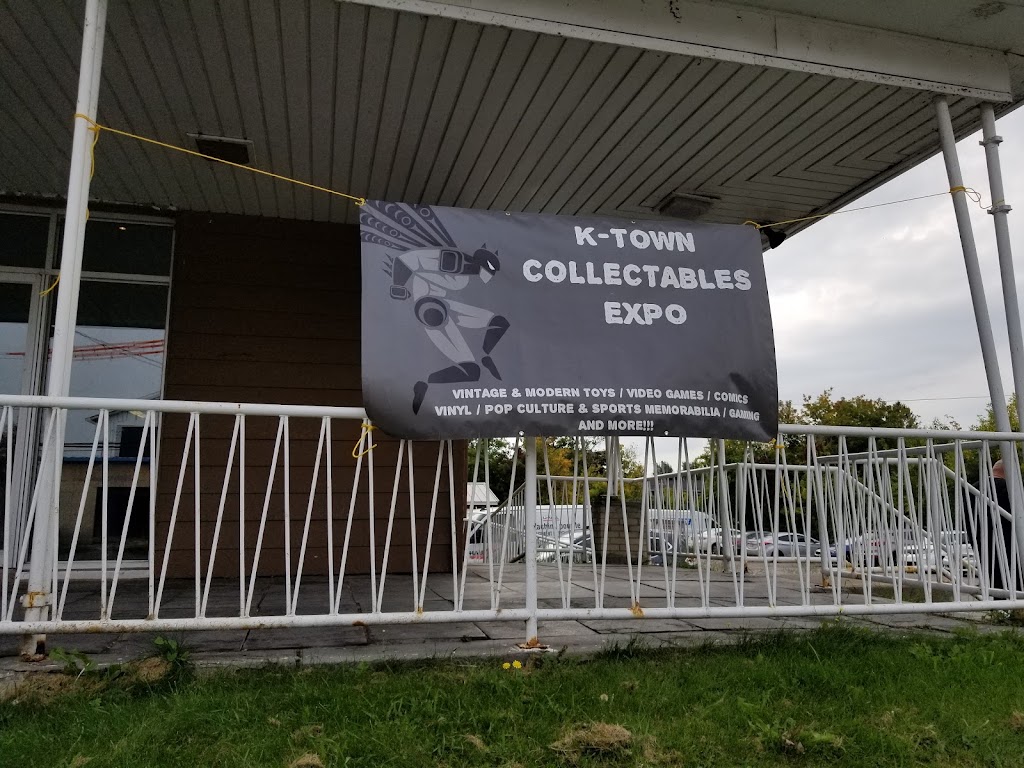 K-TOWN
COLLECTABLES
EXPO
VINTAGE & MODERN TOYS / VIDEO GAMES / COMICS
VINYL / POP CULTURE & SPORTS MEMORABILIA / GAMING
AND MORE!!!